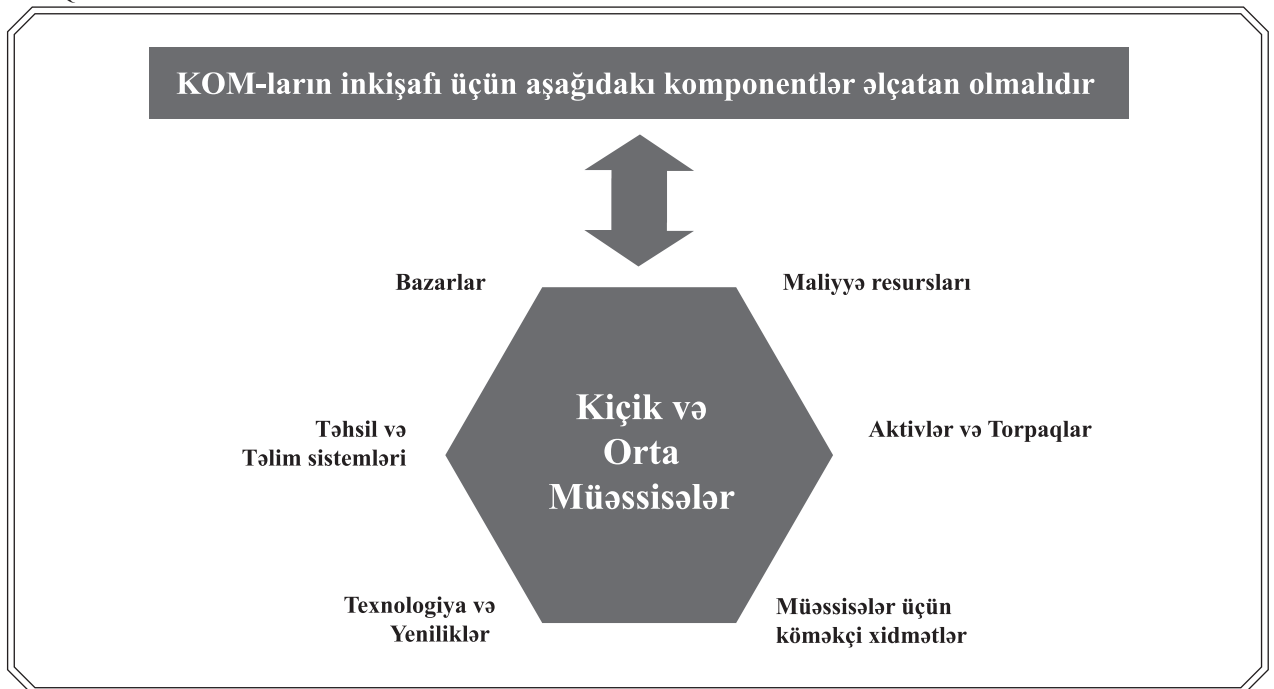 KOM-ların inkişafı üçün aşağıdakı komponentlər əlçatan olmalıdır
Bazarlar
Maliyyə resursları
Təhsil və
Təlim sistemləri
Kiçik və
Orta
Müəssisələr
Aktivlər və Torpaqlar
Texnologiya və
Yeniliklər
Müəssisələr üçün
köməkçi xidmətlər